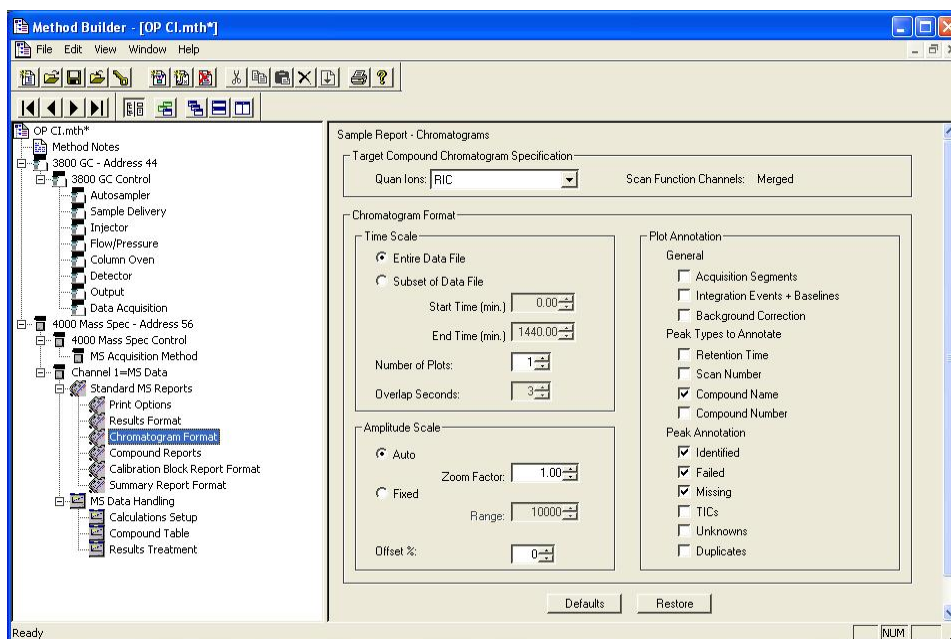 Method Builder - [OP CI.mth*]
File Edit View Window Help
OP CI.mth*
Method Notes
3800 GC - Address 44
3800 GC Control
Autosampler
Sample Delivery
Injector
Flow/Pressure
Column Oven
Detector
Output
Data Acquisition
4000 Mass Spec - Address 56
4000 Mass Spec Control
MS Acquisition Method
Channel 1=MS Data
Standard MS Reports
Print Options
Results Format
Chromatogram Format
Compound Reports
Calibration Block Report Format
Summary Report Format
MS Data Handling
Calculations Setup
Compound Table
Results Treatment
Sample Report - Chromatograms
Target Compound Chromatogram Specification
Quan Ions: RIC Scan Function Channels: Merged
Chromatogram Format
Time Scale
Entire Data File
Subset of Data File
Start Time (min.) 0.00
End Time (min.) 1440.00
Number of Plots: 1
Overlap Seconds: 3
Amplitude Scale
Auto
Zoom Factor: 1.00
Fixed
Range: 10000
Offset %: 0
Plot Annotation
General
Acquisition Segments
Integration Events + Baselines
Background Correction
Peak Types to Annotate
Retention Time
Scan Number
Compound Name
Compound Number
Peak Annotation
Identified
Failed
Missing
TICs
Unknowns
Duplicates
Defaults Restore
Ready NUM